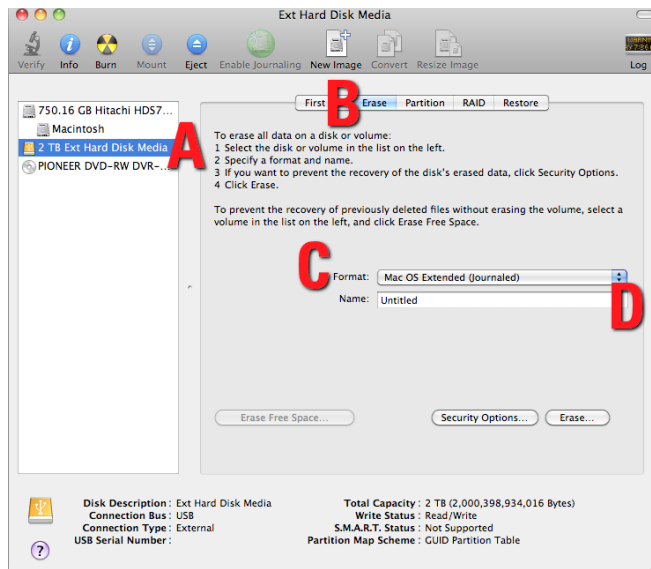 Ext Hard Disk Media
Verify Info Burn Mount Eject Enable Journaling New Image Convert Resize Image Log
First B Erase Partition RAID Restore
750.16 GB Hitachi HDS7...
Macintosh
2 TB Ext Hard Disk Media A
PIONEER DVD-RW DVR-...
To erase all data on a disk or volume:
1 Select the disk or volume in the list on the left.
2 Specify a format and name.
3 If you want to prevent the recovery of the disk's erased data, click Security Options.
4 Click Erase.
To prevent the recovery of previously deleted files without erasing the volume, select a
volume in the list on the left, and click Erase Free Space.
C Format: Mac OS Extended (Journaled)
Name: Untitled D
Erase Free Space... Security Options... Erase...
Disk Description : Ext Hard Disk Media
Connection Bus : USB
Connection Type : External
USB Serial Number :
Total Capacity : 2 TB (2,000,398,934,016 Bytes)
Write Status : Read/Write
S.M.A.R.T. Status : Not Supported
Partition Map Scheme : GUID Partition Table
?